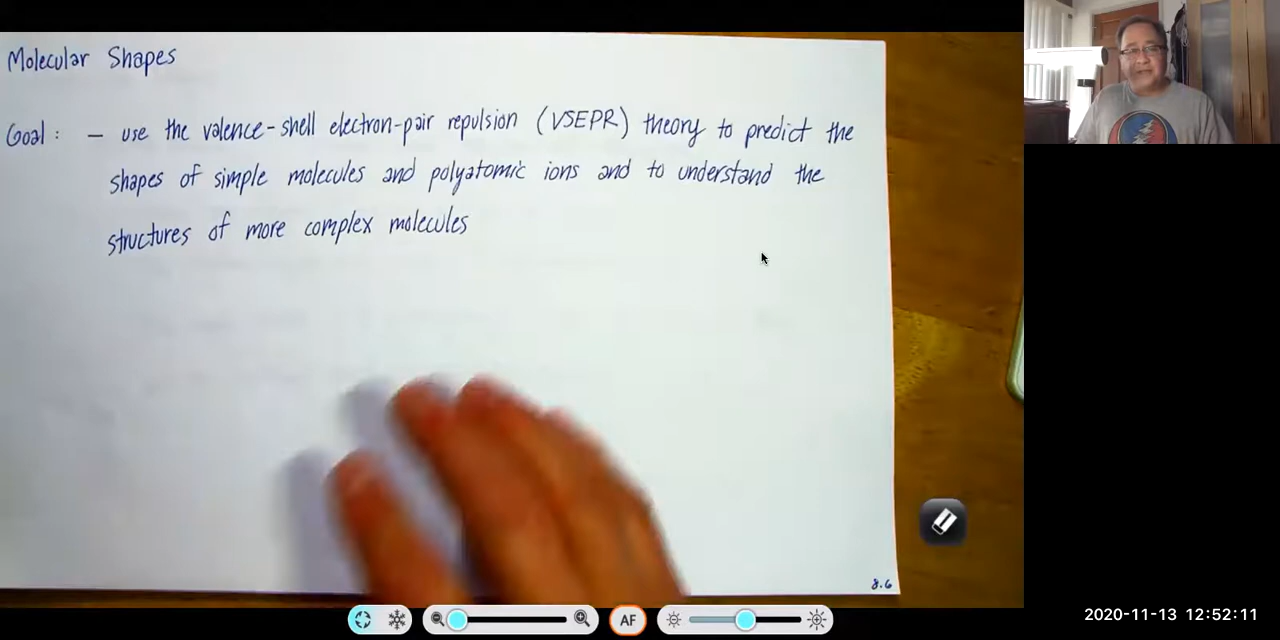 Molecular Shapes
Goal : – use the valence-shell electron-pair repulsion (VSEPR) theory to predict the
shapes of simple molecules and polyatomic ions and to understand the
structures of more complex molecules
8.6
AF
2020-11-13 12:52:11